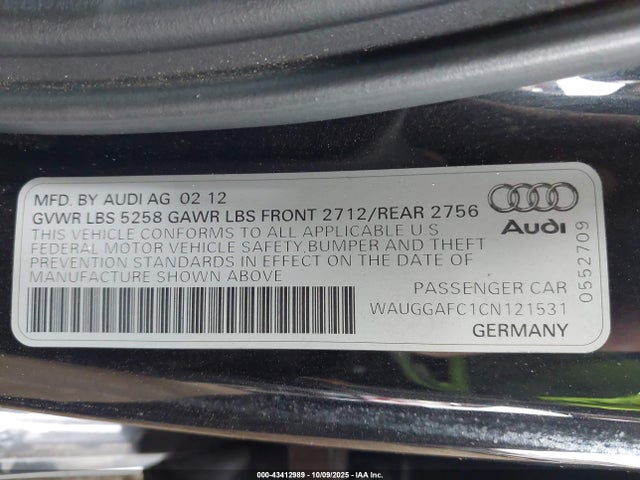 MFD. BY AUDI AG 02 12
GVWR LBS 5258 GAWR LBS FRONT 2712/REAR 2756
THIS VEHICLE CONFORMS TO ALL APPLICABLE U S
FEDERAL MOTOR VEHICLE SAFETY, BUMPER AND THEFT
PREVENTION STANDARDS IN EFFECT ON THE DATE OF
MANUFACTURE SHOWN ABOVE
Audi
0552709
PASSENGER CAR
WAUGGAFC1CN121531
GERMANY
000-43412989 | 10/09/2025 | IAA Inc.